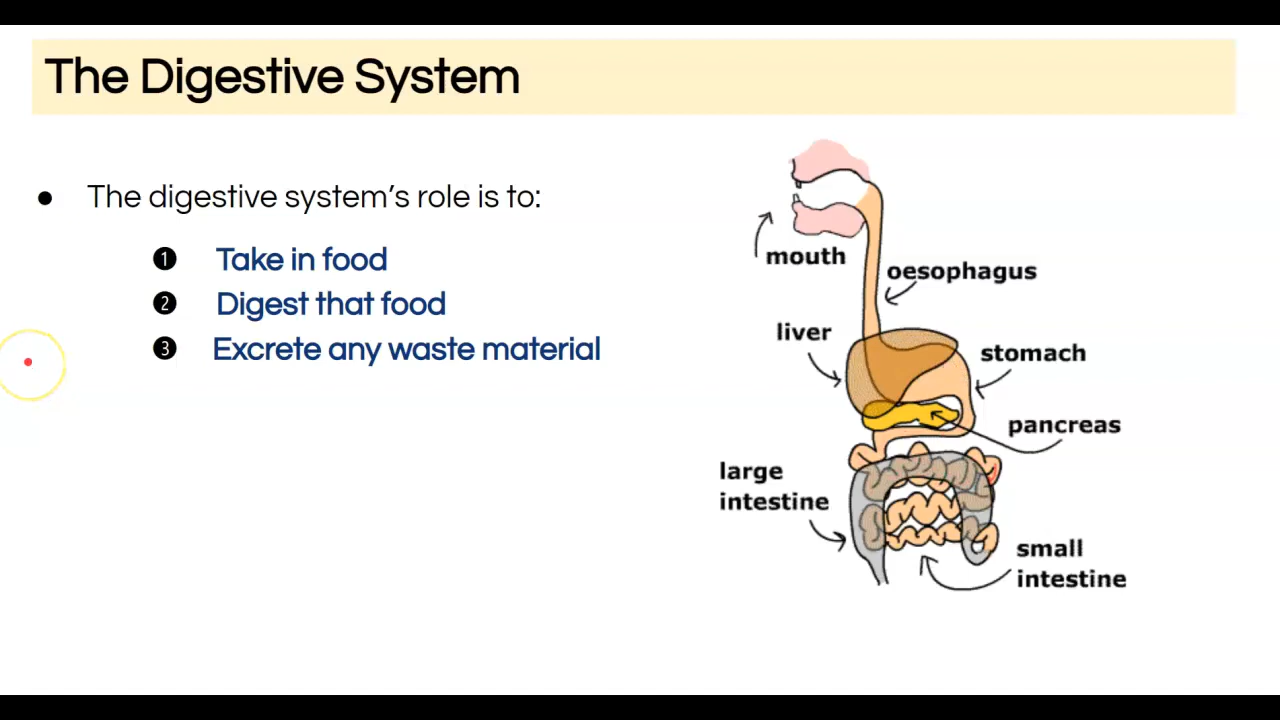 The Digestive System
● The digestive system's role is to:
❶ Take in food
❷ Digest that food
❸ Excrete any waste material
mouth
oesophagus
liver
stomach
pancreas
large
intestine
small
intestine